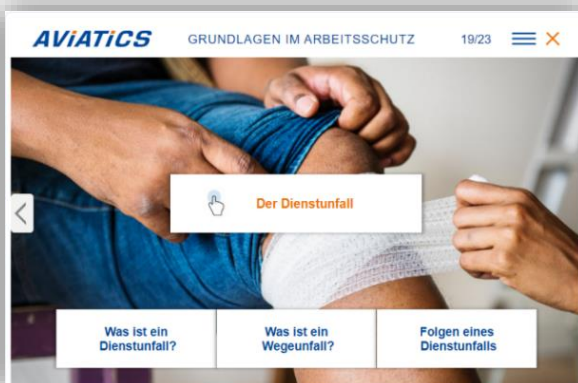 AViATiCS
GRUNDLAGEN IM ARBEITSSCHUTZ
19/23
Der Dienstunfall
Was ist ein
Dienstunfall?
Was ist ein
Wegeunfall?
Folgen eines
Dienstunfalls